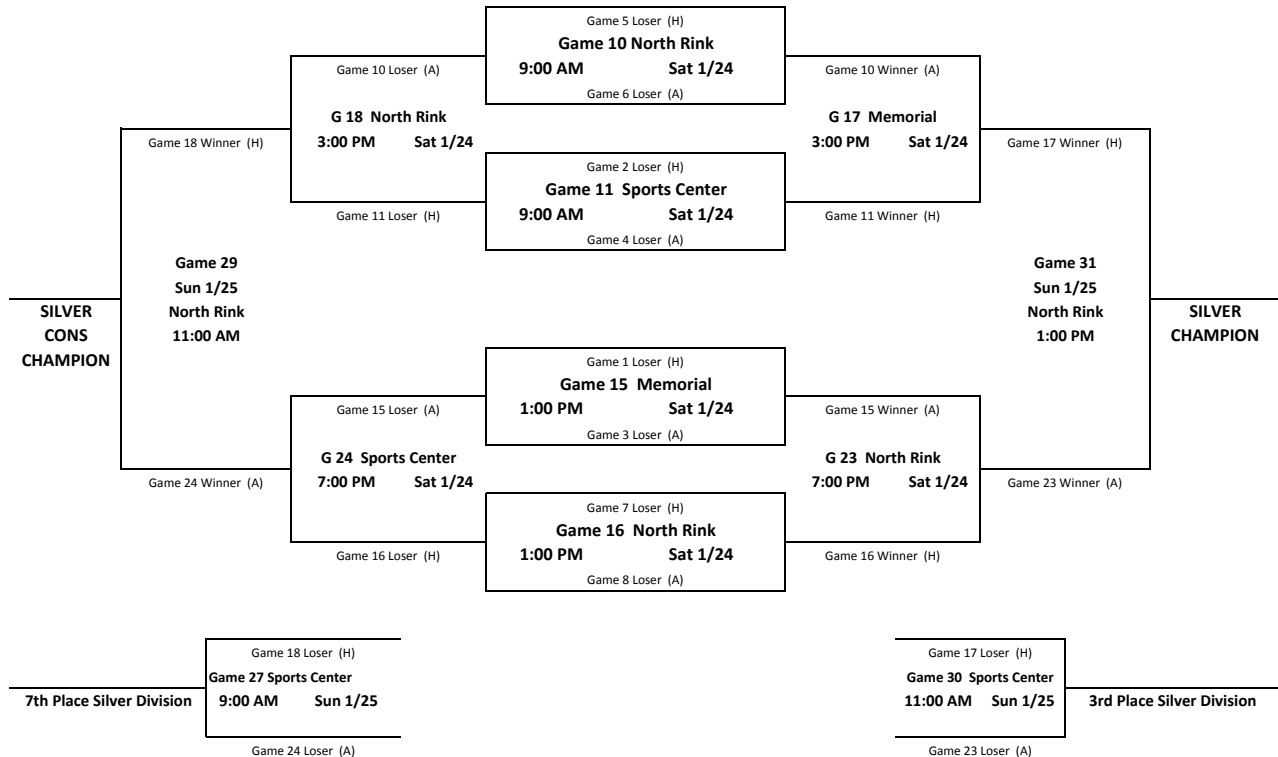 Game 5 Loser (H)
Game 10 North Rink
9:00 AM Sat 1/24
Game 6 Loser (A)
Game 10 Loser (A)
Game 10 Winner (A)
G 18 North Rink
3:00 PM Sat 1/24
G 17 Memorial
3:00 PM Sat 1/24
Game 18 Winner (H)
Game 17 Winner (H)
Game 2 Loser (H)
Game 11 Sports Center
9:00 AM Sat 1/24
Game 4 Loser (A)
Game 11 Loser (H)
Game 11 Winner (H)
Game 29
Sun 1/25
North Rink
11:00 AM
Game 31
Sun 1/25
North Rink
1:00 PM
SILVER
CONS
CHAMPION
SILVER
CHAMPION
Game 1 Loser (H)
Game 15 Memorial
1:00 PM Sat 1/24
Game 3 Loser (A)
Game 15 Loser (A)
Game 15 Winner (A)
G 24 Sports Center
7:00 PM Sat 1/24
G 23 North Rink
7:00 PM Sat 1/24
Game 24 Winner (A)
Game 23 Winner (A)
Game 7 Loser (H)
Game 16 North Rink
1:00 PM Sat 1/24
Game 8 Loser (A)
Game 16 Loser (H)
Game 16 Winner (H)
Game 18 Loser (H)
Game 27 Sports Center
9:00 AM Sun 1/25
7th Place Silver Division
Game 24 Loser (A)
Game 17 Loser (H)
Game 30 Sports Center
11:00 AM Sun 1/25
3rd Place Silver Division
Game 23 Loser (A)